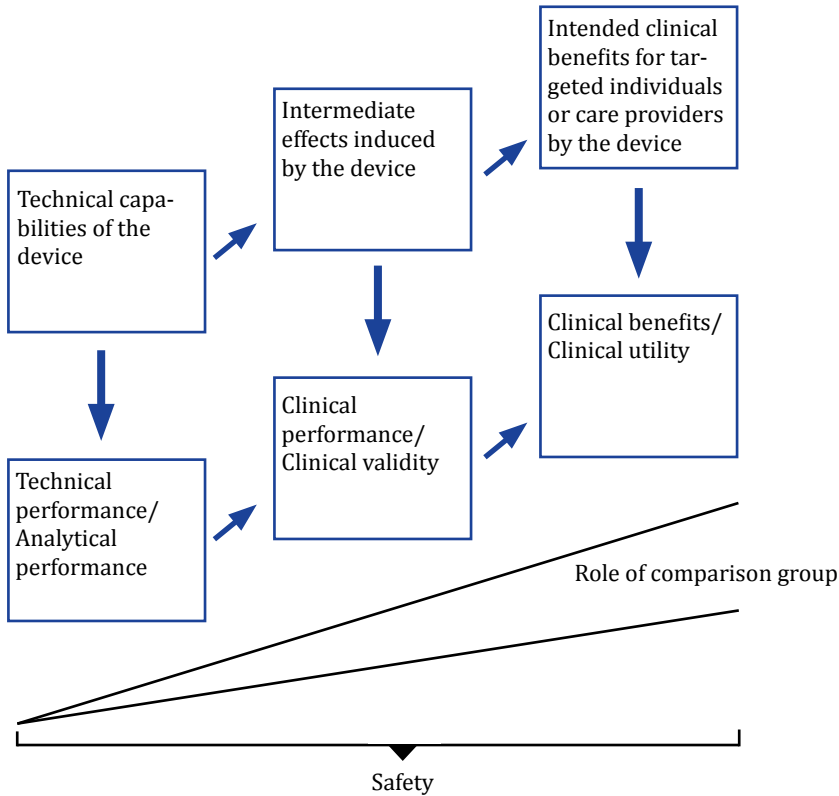 Technical capa-
bilities of the
device
Intermediate
effects induced
by the device
Intended clinical
benefits for tar-
geted individuals
or care providers
by the device
Technical
performance/
Analytical
performance
Clinical
performance/
Clinical validity
Clinical benefits/
Clinical utility
Role of comparison group
Safety